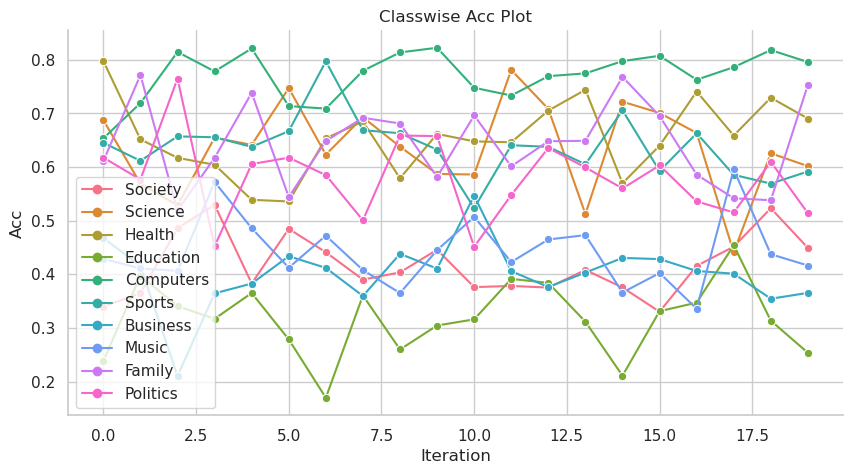 Classwise Acc Plot
Acc
0.8
0.7
0.6
0.5
0.4
0.3
0.2
Society
Science
Health
Education
Computers
Sports
Business
Music
Family
Politics
0.0 2.5 5.0 7.5 10.0 12.5 15.0 17.5
Iteration